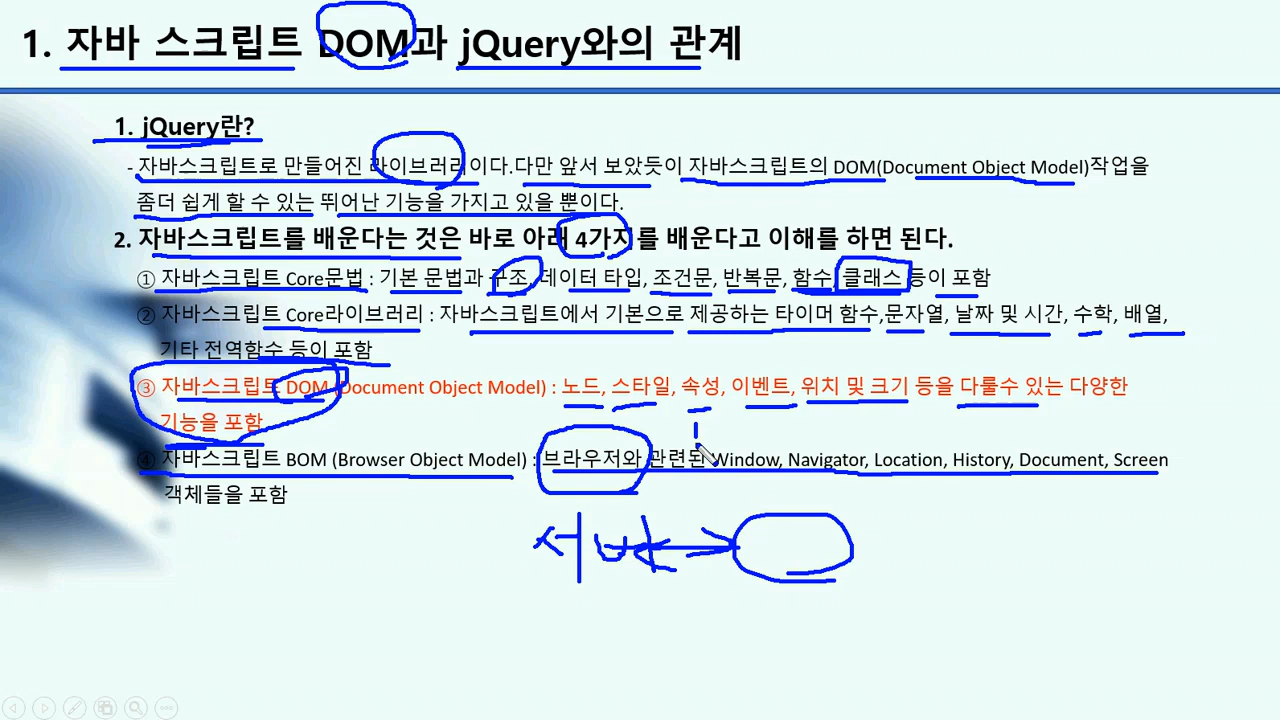 1. 자바 스크립트 DOM과 jQuery와의 관계
1. jQuery란?
- 자바스크립트로 만들어진 라이브러리이다.다만 앞서 보았듯이 자바스크립트의 DOM(Document Object Model)작업을
좀더 쉽게 할 수 있는 뛰어난 기능을 가지고 있을 뿐이다.
2. 자바스크립트를 배운다는 것은 바로 아래 4가지를 배운다고 이해를 하면 된다.
① 자바스크립트 Core문법 : 기본 문법과 구조, 데이터 타입, 조건문, 반복문, 함수, 클래스 등이 포함
② 자바스크립트 Core라이브러리 : 자바스크립트에서 기본으로 제공하는 타이머 함수,문자열, 날짜 및 시간, 수학, 배열,
기타 전역함수 등이 포함
③ 자바스크립트 DOM (Document Object Model) : 노드, 스타일, 속성, 이벤트, 위치 및 크기 등을 다룰수 있는 다양한
기능을 포함
④ 자바스크립트 BOM (Browser Object Model) : 브라우저와 관련된 Window, Navigator, Location, History, Document, Screen
객체들을 포함
서버